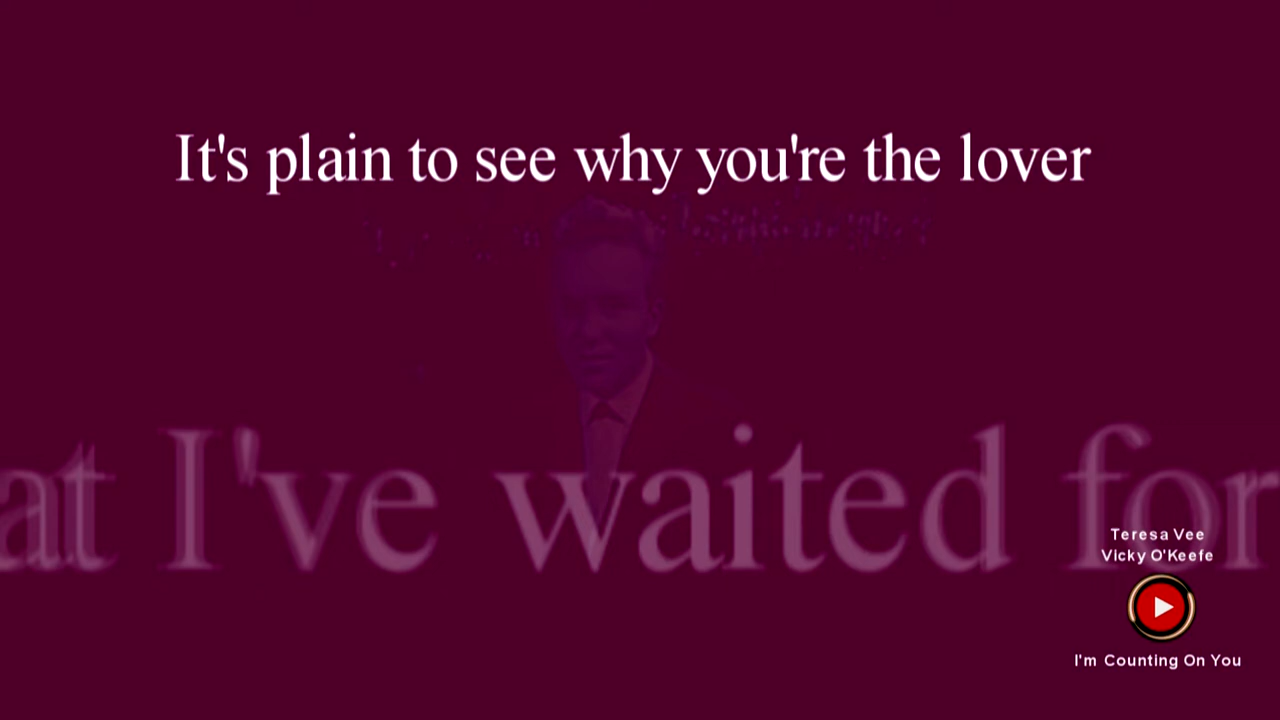 It's plain to see why you're the lover
at I've waited for
Teresa Vee
Vicky O'Keefe
I'm Counting On You